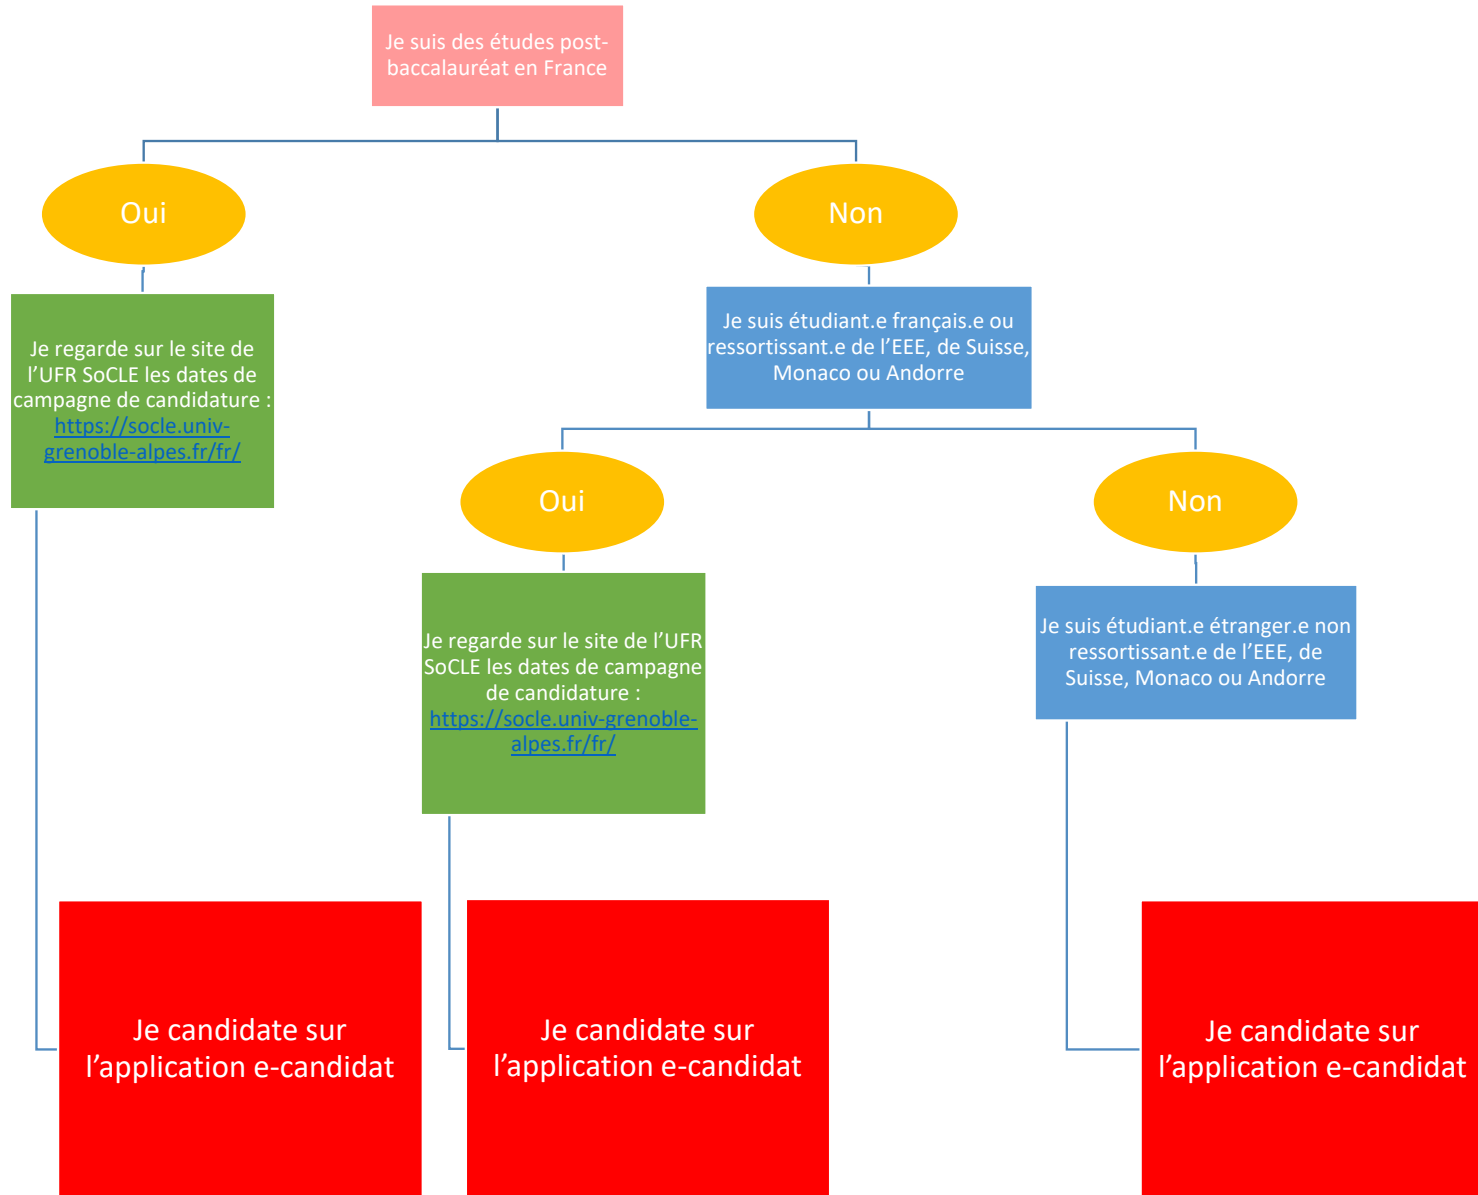 Je suis des études post-
baccalauréat en France
Oui
Non
Je regarde sur le site de
l’UFR SoCLE les dates de
campagne de candidature :
https://socle.univ-
grenoble-alpes.fr/fr/
Je suis étudiant.e français.e ou
ressortissant.e de l’EEE, de Suisse,
Monaco ou Andorre
Oui
Non
Je regarde sur le site de l’UFR
SoCLE les dates de campagne
de candidature :
https://socle.univ-grenoble-
alpes.fr/fr/
Je suis étudiant.e étranger.e non
ressortissant.e de l’EEE, de
Suisse, Monaco ou Andorre
Je candidate sur
l’application e-candidat
Je candidate sur
l’application e-candidat
Je candidate sur
l’application e-candidat